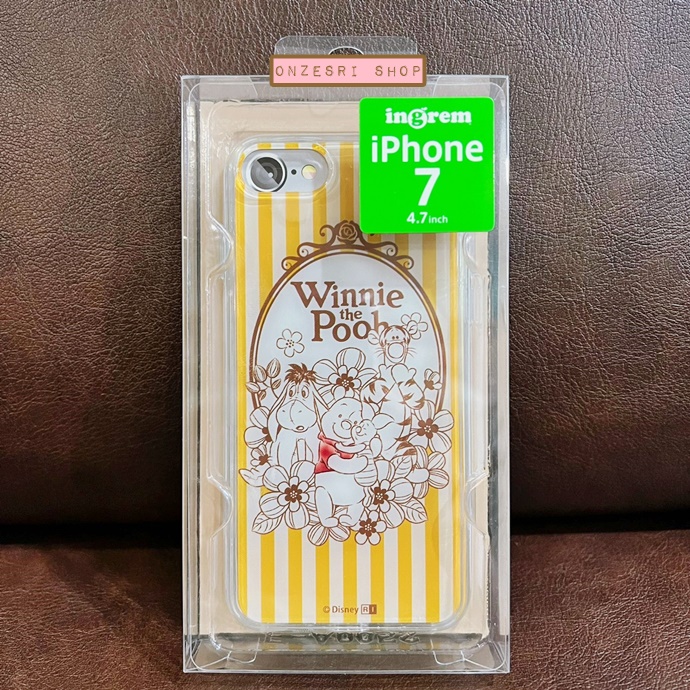 ONZESRI SHOP
ingrem
iPhone
7
4.7inch
Winnie
the
Pooh
©Disney